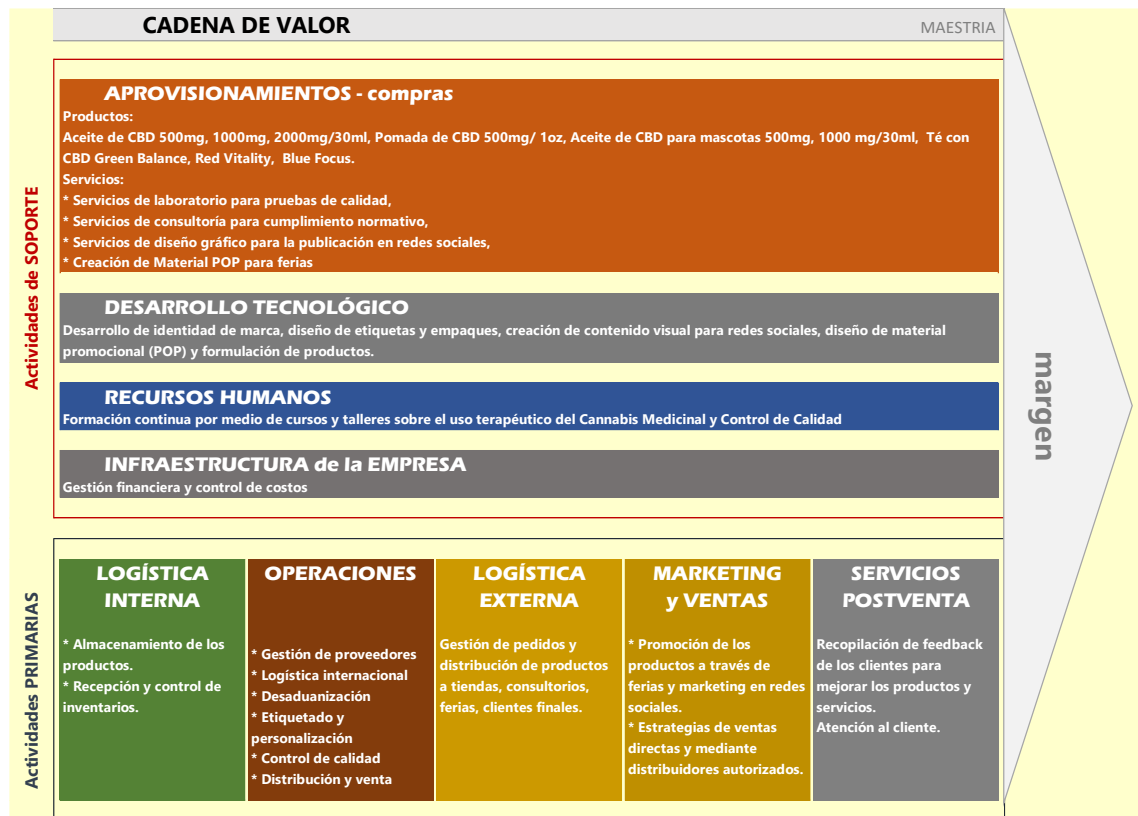 CADENA DE VALOR
MAESTRIA
Actividades de SOPORTE
APROVISIONAMIENTOS - compras
Productos:
Aceite de CBD 500mg, 1000mg, 2000mg/30ml, Pomada de CBD 500mg/ 1oz, Aceite de CBD para mascotas 500mg, 1000 mg/30ml, Té con
CBD Green Balance, Red Vitality, Blue Focus.
Servicios:
* Servicios de laboratorio para pruebas de calidad,
* Servicios de consultoría para cumplimiento normativo,
* Servicios de diseño gráfico para la publicación en redes sociales,
* Creación de Material POP para ferias
DESARROLLO TECNOLÓGICO
Desarrollo de identidad de marca, diseño de etiquetas y empaques, creación de contenido visual para redes sociales, diseño de material
promocional (POP) y formulación de productos.
RECURSOS HUMANOS
Formación continua por medio de cursos y talleres sobre el uso terapéutico del Cannabis Medicinal y Control de Calidad
INFRAESTRUCTURA de la EMPRESA
Gestión financiera y control de costos
margen
Actividades PRIMARIAS
LOGÍSTICA
INTERNA
* Almacenamiento de los
productos.
* Recepción y control de
inventarios.
OPERACIONES
* Gestión de proveedores
* Logística internacional
* Desaduanización
* Etiquetado y
personalización
* Control de calidad
* Distribución y venta
LOGÍSTICA
EXTERNA
Gestión de pedidos y
distribución de productos
a tiendas, consultorios,
ferias, clientes finales.
MARKETING
y VENTAS
* Promoción de los
productos a través de
ferias y marketing en redes
sociales.
* Estrategias de ventas
directas y mediante
distribuidores autorizados.
SERVICIOS
POSTVENTA
Recopilación de feedback
de los clientes para
mejorar los productos y
servicios.
Atención al cliente.